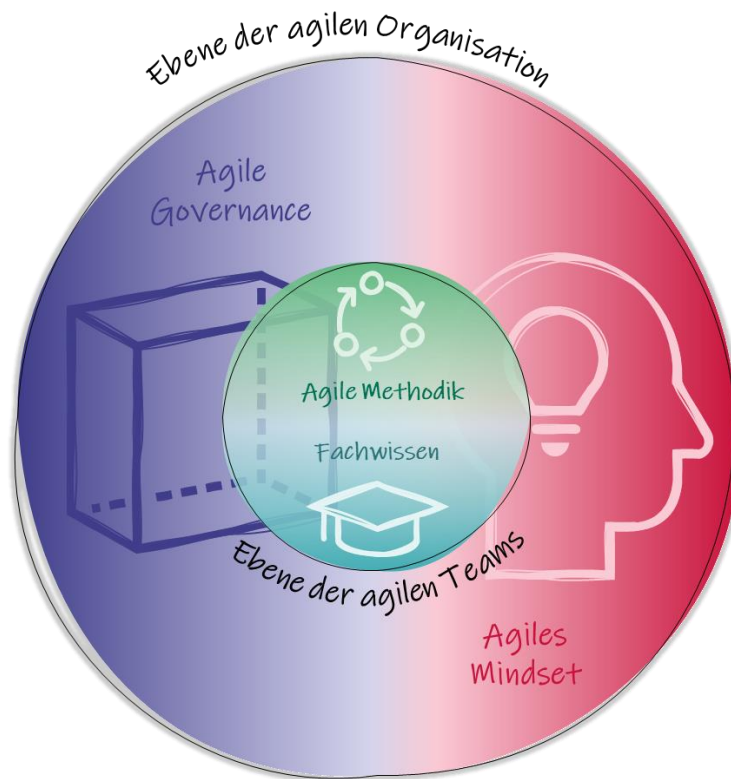 Ebene der agilen Organisation
Agile
Governance
Agile Methodik
Fachwissen
Ebene der agilen Teams
Agiles
Mindset